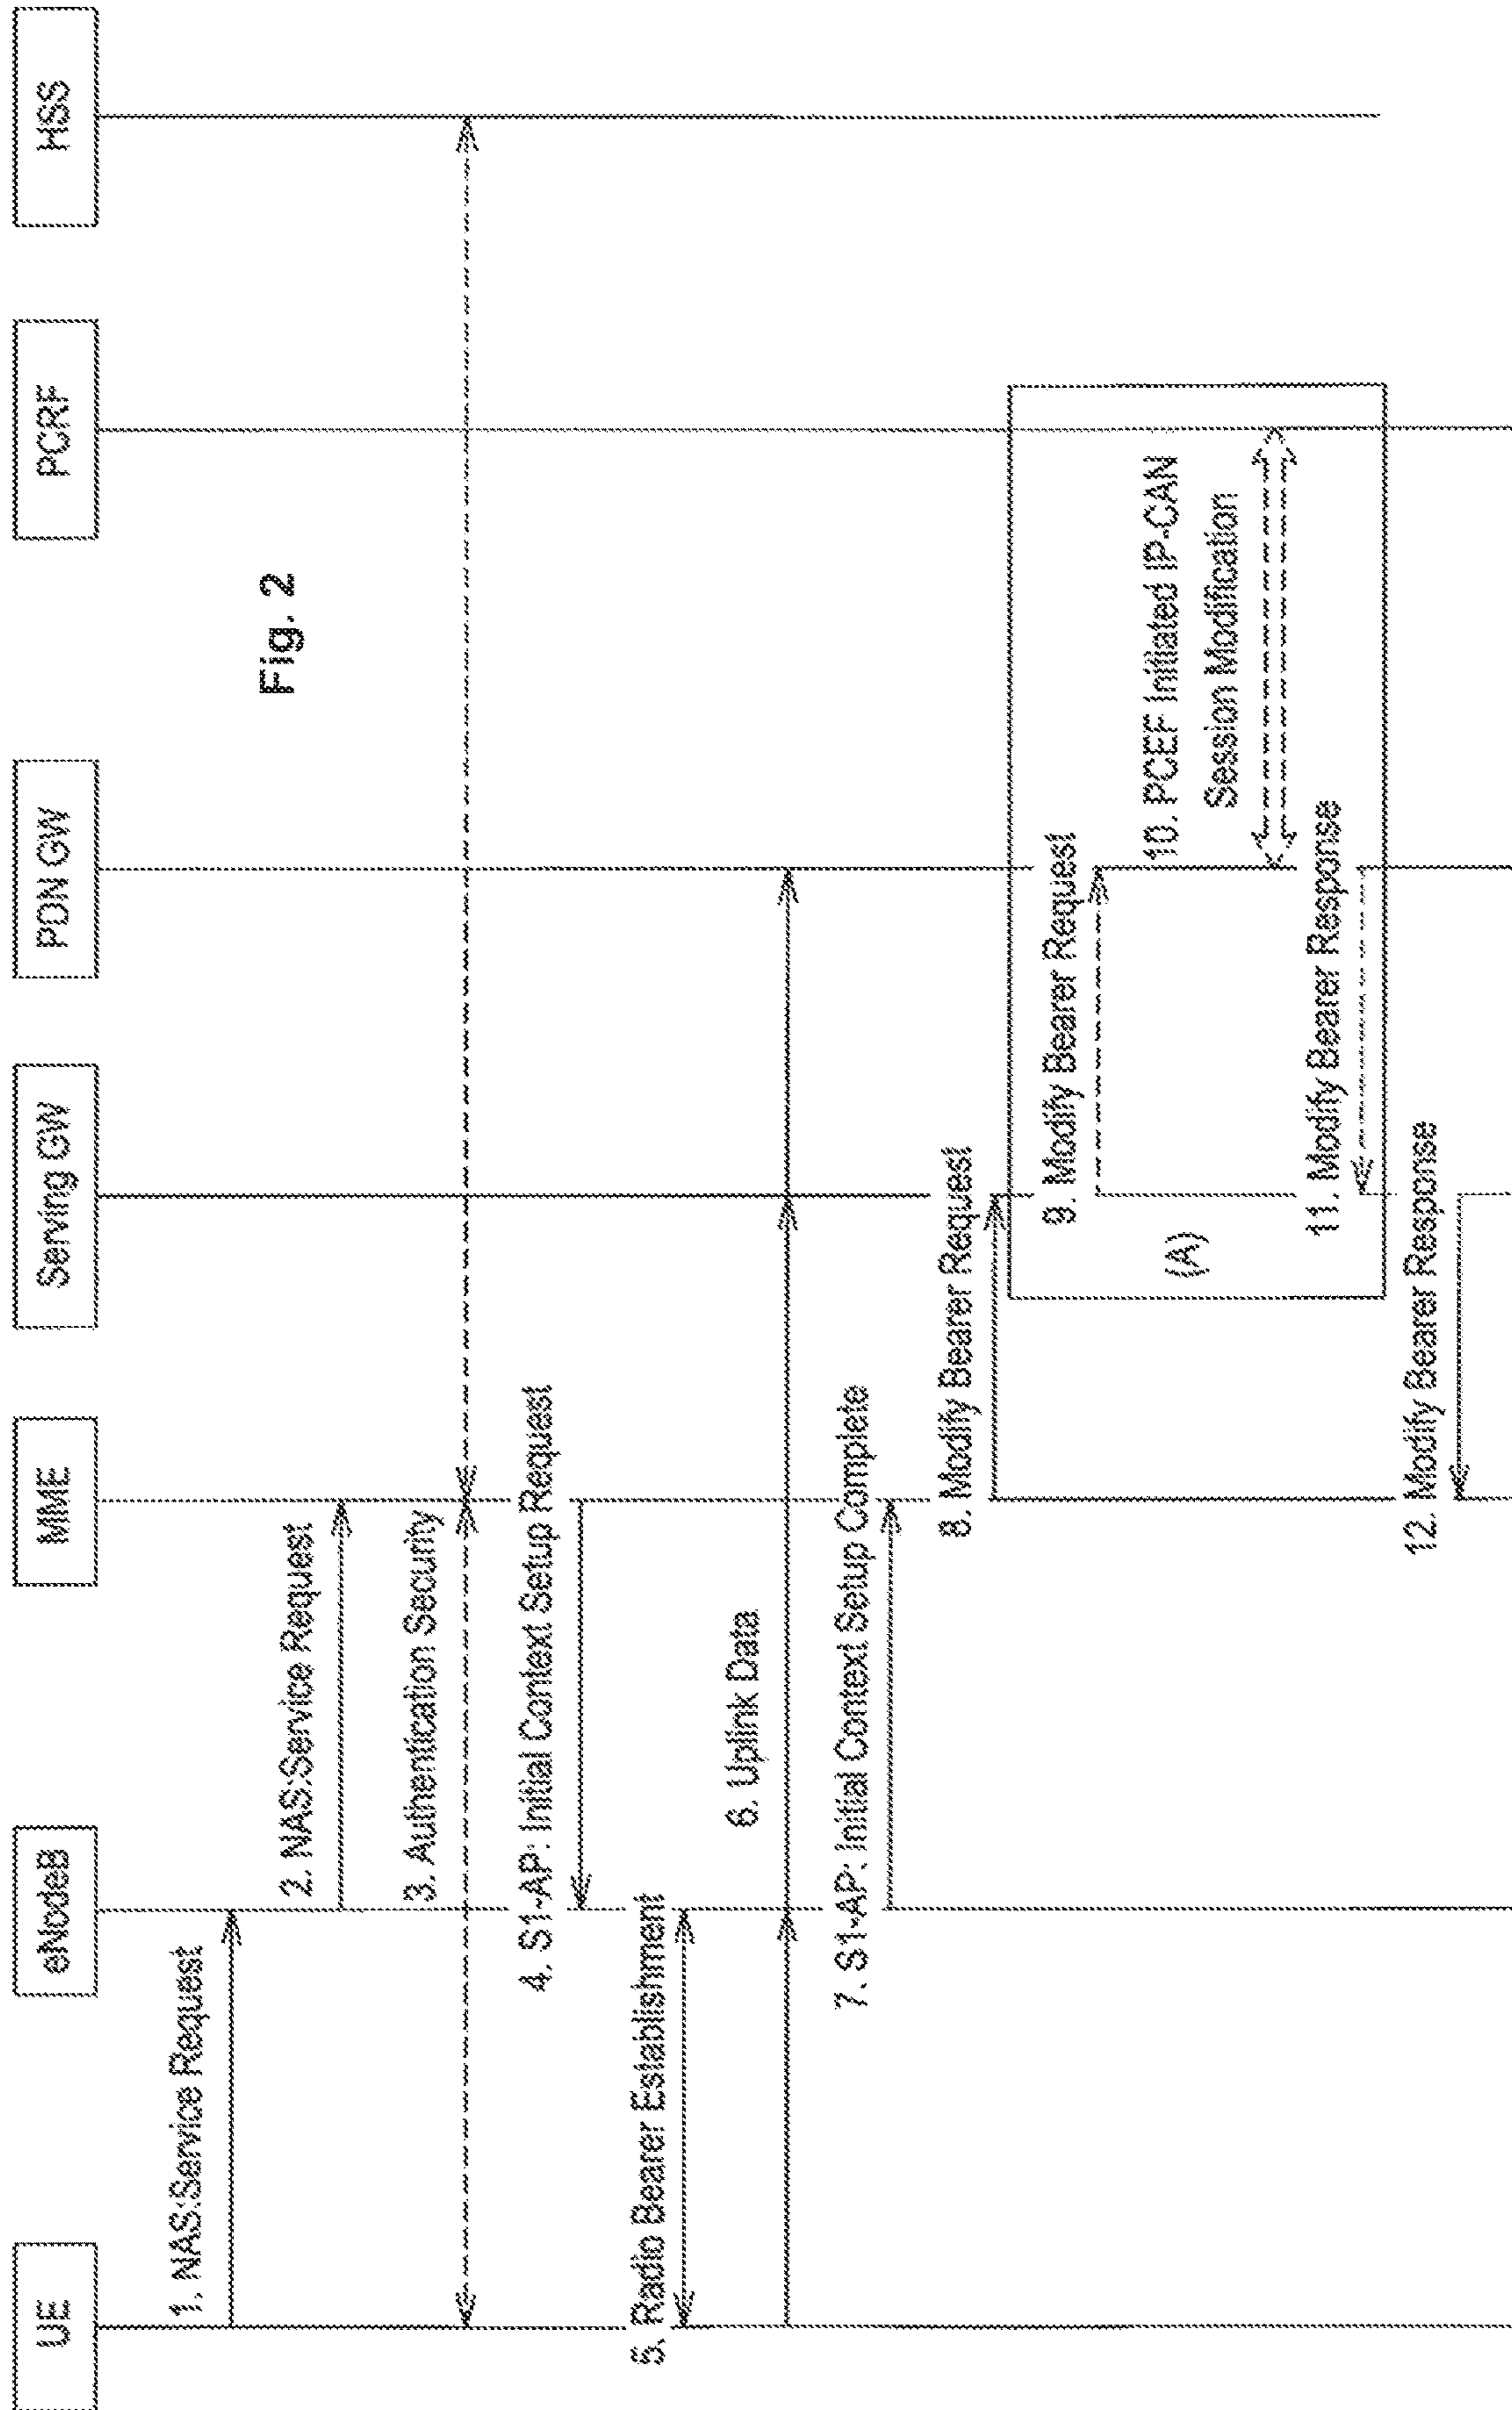 UE
eNodeB
MME
Serving GW
PDN GW
PCRF
HSS
Fig. 2
1. NAS:Service Request
2. NAS:Service Request
3. Authentication Security
4. S1-AP: Initial Context Setup Request
5. Radio Bearer Establishment
6. Uplink Data
7. S1-AP: Initial Context Setup Complete
8. Modify Bearer Request
9. Modify Bearer Request
(A)
10. PCEF Initiated IP-CAN
Session Modification
11. Modify Bearer Response
12. Modify Bearer Response